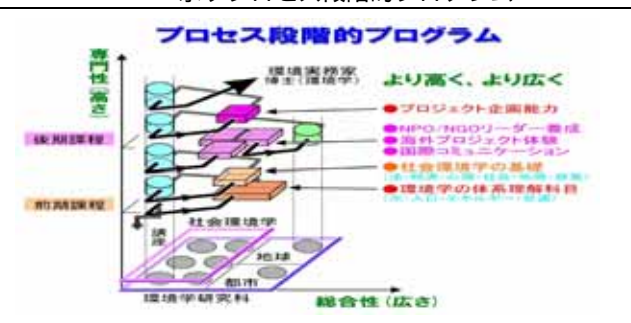 プロセス段階的プログラム
専門性(高さ)
環境実務家
博士(環境学)
より高く、より広く
●プロジェクト企画能力
後期課程
●NPO/NGOリーダー養成
●海外プロジェクト体験
●国際コミュニケーション
●社会環境学の基礎
前期課程
●環境学の体系理解科目
社会環境学
講座
地球
都市
環境学研究科
総合性(広さ)